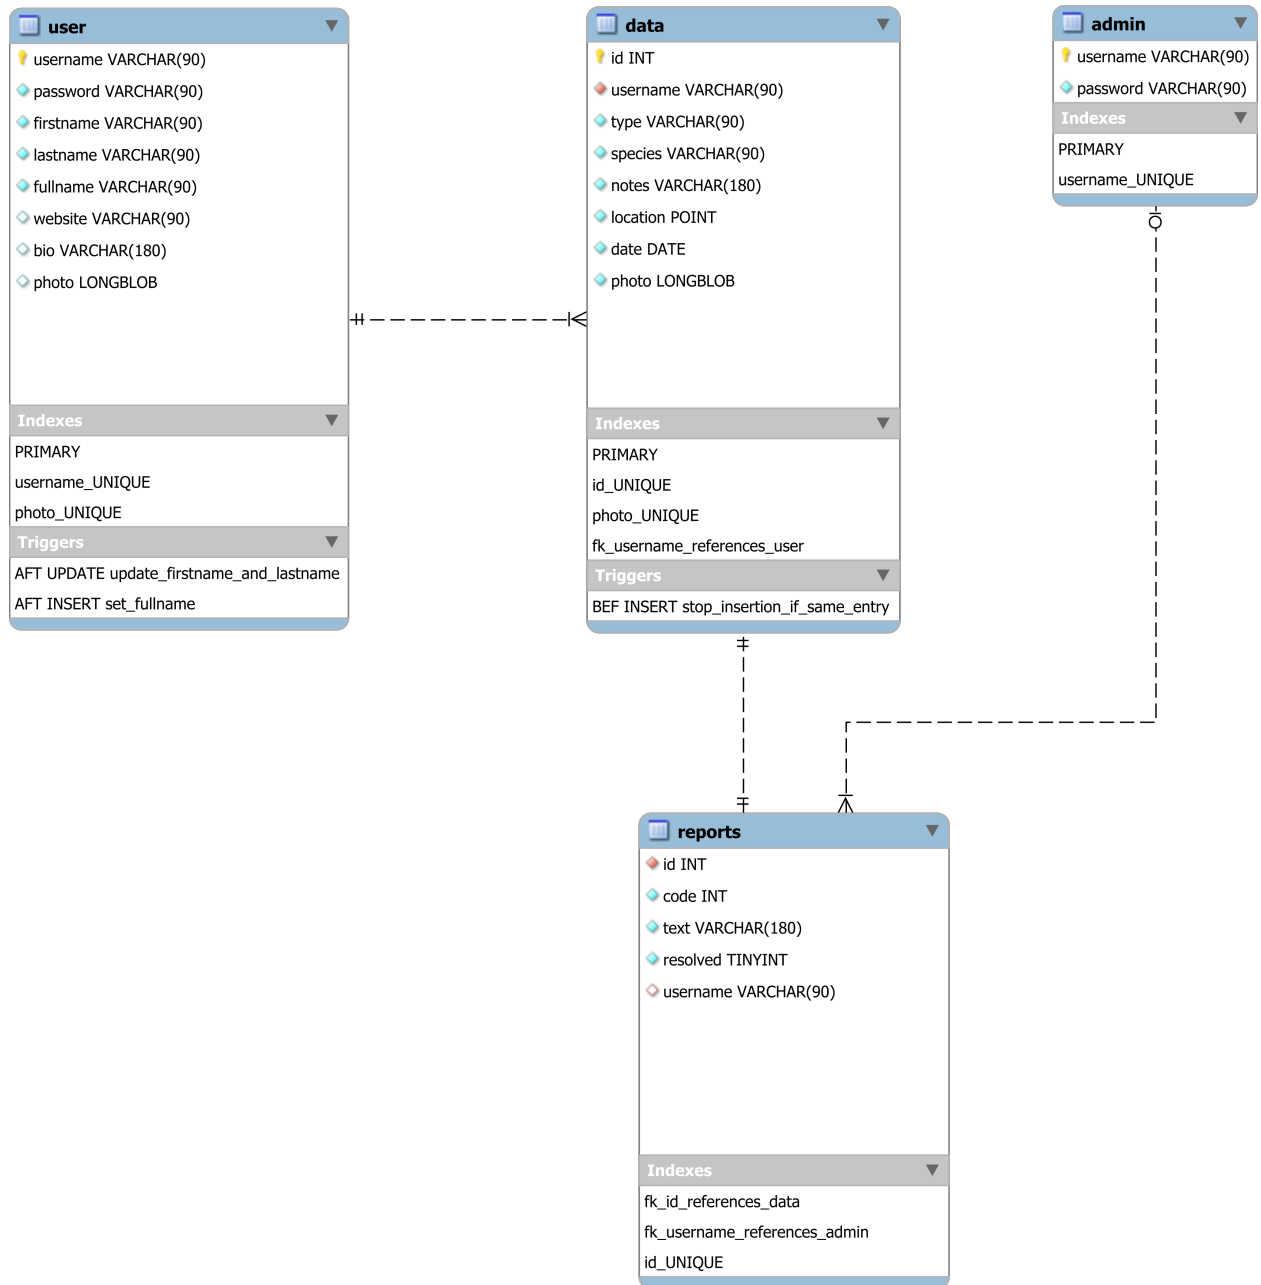 user
username VARCHAR(90)
password VARCHAR(90)
firstname VARCHAR(90)
lastname VARCHAR(90)
fullname VARCHAR(90)
website VARCHAR(90)
bio VARCHAR(180)
photo LONGBLOB
Indexes
PRIMARY
username_UNIQUE
photo_UNIQUE
Triggers
AFT UPDATE update_firstname_and_lastname
AFT INSERT set_fullname
data
id INT
username VARCHAR(90)
type VARCHAR(90)
species VARCHAR(90)
notes VARCHAR(180)
location POINT
date DATE
photo LONGBLOB
Indexes
PRIMARY
id_UNIQUE
photo_UNIQUE
fk_username_references_user
Triggers
BEF INSERT stop_insertion_if_same_entry
admin
username VARCHAR(90)
password VARCHAR(90)
Indexes
PRIMARY
username_UNIQUE
reports
id INT
code INT
text VARCHAR(180)
resolved TINYINT
username VARCHAR(90)
Indexes
fk_id_references_data
fk_username_references_admin
id_UNIQUE